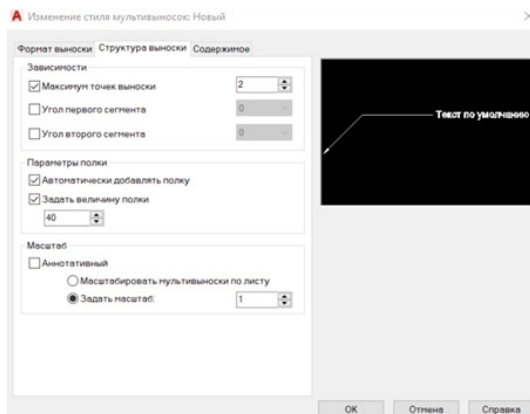 Изменение стиля мультивыносок: Новый
Формат выноски Структура выноски Содержимое
Зависимости
Максимум точек выноски 2
Угол первого сегмента 0
Угол второго сегмента 0
Параметры полки
Автоматически добавлять полку
Задать величину полки
40
Масштаб
Аннотативный
Масштабировать мультивыноски по листу
Задать масштаб: 1
Текст по умолчанию
OK Отмена Справка